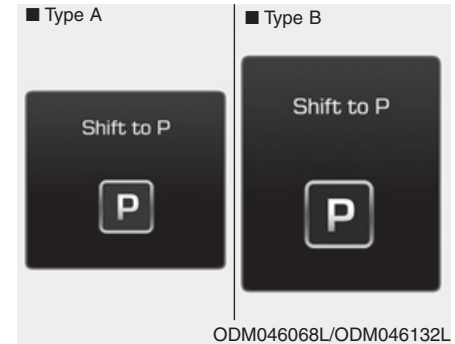 ■ Type A
Shift to P
P
■ Type B
Shift to P
P
ODM046068L/ODM046132L